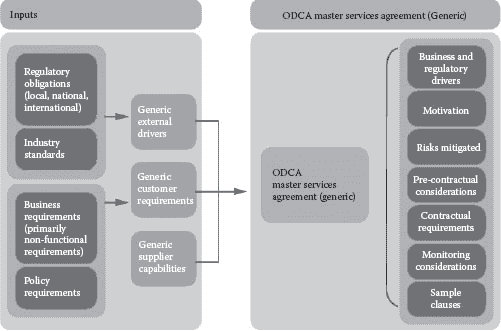 Inputs
ODCA master services agreement (Generic)
Regulatory
obligations
(local, national,
international)
Industry
standards
Business
requirements
(primarily
non-functional
requirements)
Policy
requirements
Generic
external
drivers
Generic
customer
requirements
Generic
supplier
capabilities
ODCA
master services
agreement (generic)
Business and
regulatory
drivers
Motivation
Risks mitigated
Pre-contractual
considerations
Contractual
requirements
Monitoring
considerations
Sample
clauses